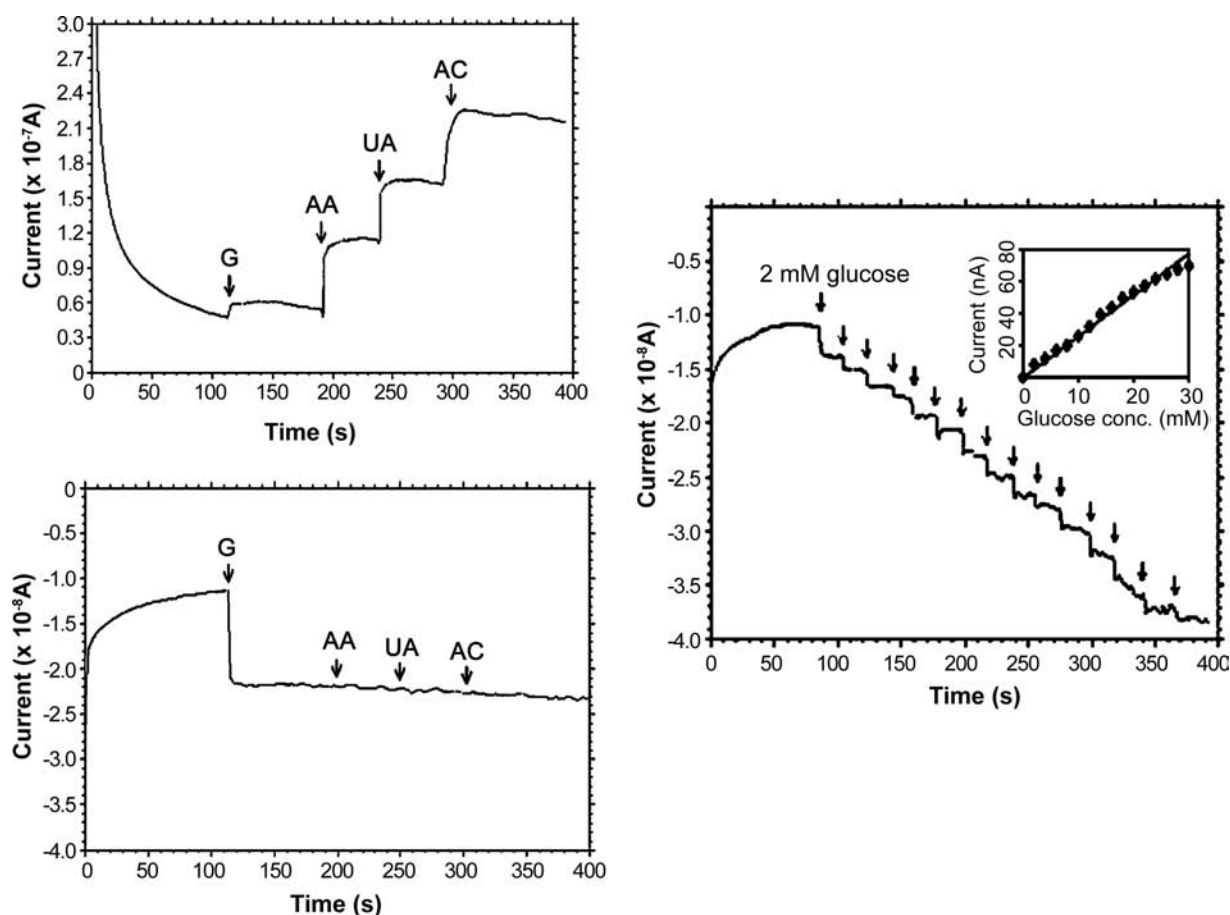 3.0
2.7
2.4
2.1
1.8
1.5
1.2
0.9
0.6
0.3
0
Current (x 10⁻⁷A)
G
AA
UA
AC
0 50 100 150 200 250 300 350 400
Time (s)
0
-0.5
-1.0
-1.5
-2.0
-2.5
-3.0
-3.5
-4.0
Current (x 10⁻⁸A)
G
AA
UA
AC
0 50 100 150 200 250 300 350 400
Time (s)
-0.5
-1.0
-1.5
-2.0
-2.5
-3.0
-3.5
-4.0
Current (x 10⁻⁸A)
2 mM glucose
80
60
40
20
Current (nA)
0 10 20 30
Glucose conc. (mM)
0 50 100 150 200 250 300 350 400
Time (s)